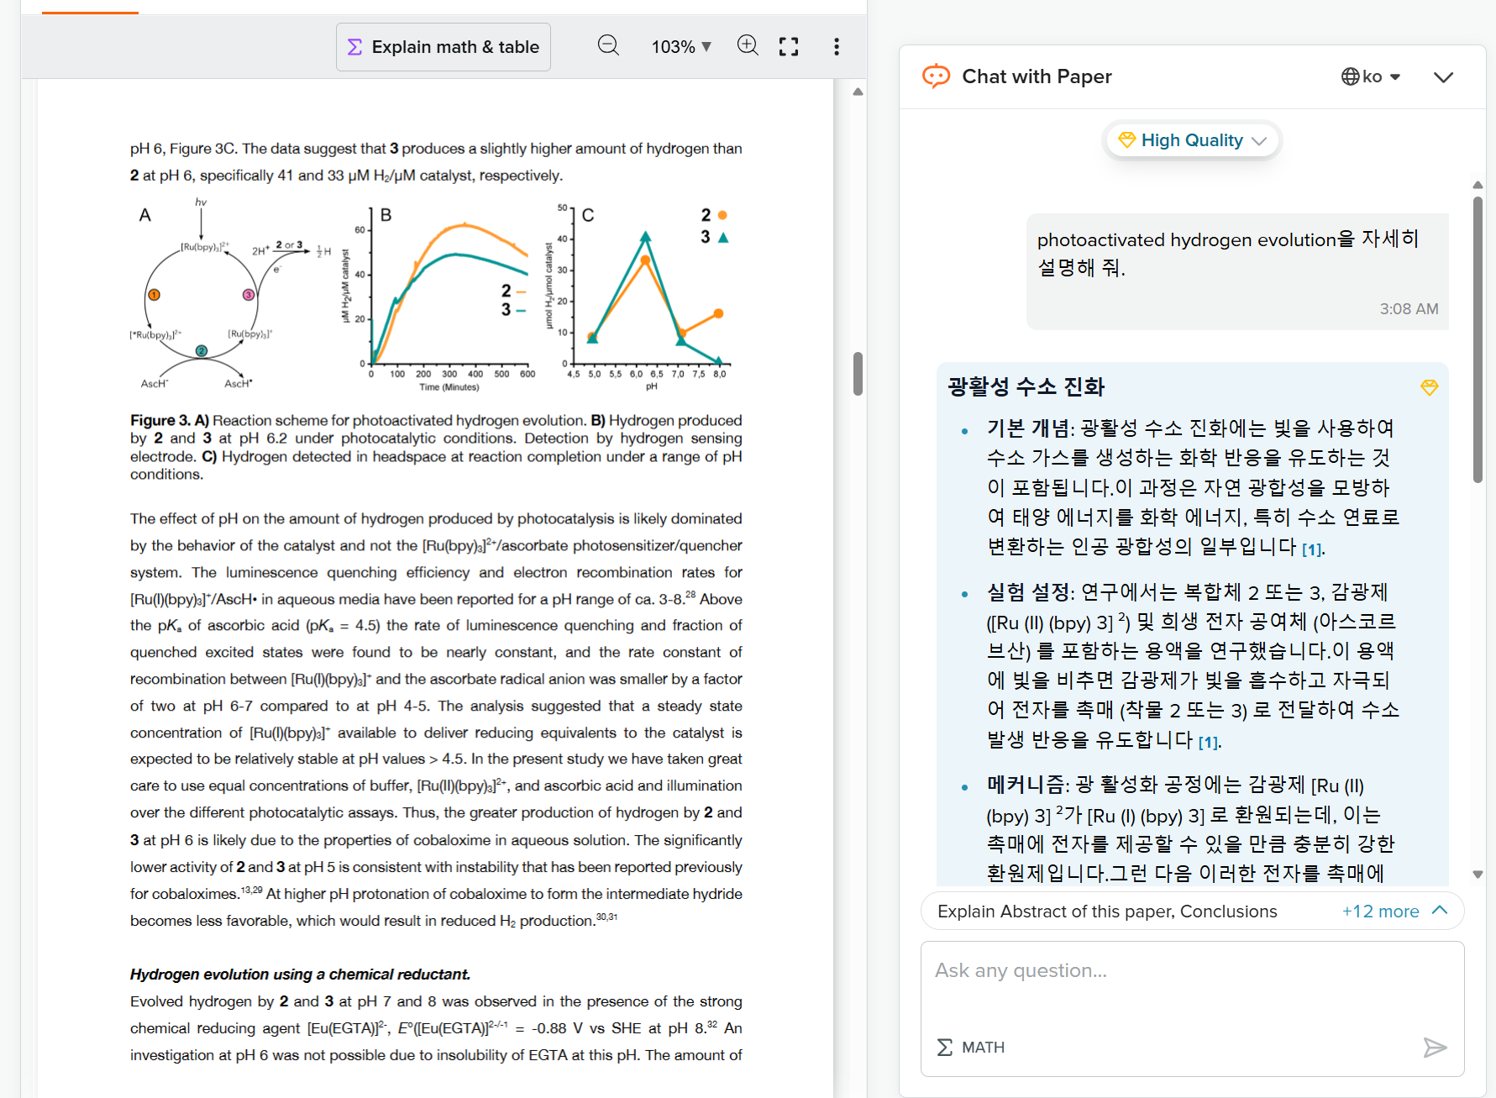 Explain math & table
103%
pH 6, Figure 3C. The data suggest that 3 produces a slightly higher amount of hydrogen than
2 at pH 6, specifically 41 and 33 µM H₂/µM catalyst, respectively.
A
hν
[Ru(bpy)₃]²⁺
2H⁺ 2 or 3 ½H
e⁻
1
3
[*Ru(bpy)₃]²⁺
[Ru(bpy)₃]⁺
2
AscH⁻
AscH•
B
µM H₂/µM catalyst
60
40
20
0
2
3
0 100 200 300 400 500 600
Time (Minutes)
C
2
3
µmol H₂/µmol catalyst
50
40
30
20
10
0
4,5 5,0 5,5 6,0 6,5 7,0 7,5 8,0
pH
Figure 3. A) Reaction scheme for photoactivated hydrogen evolution. B) Hydrogen produced
by 2 and 3 at pH 6.2 under photocatalytic conditions. Detection by hydrogen sensing
electrode. C) Hydrogen detected in headspace at reaction completion under a range of pH
conditions.
The effect of pH on the amount of hydrogen produced by photocatalysis is likely dominated
by the behavior of the catalyst and not the [Ru(bpy)₃]²⁺/ascorbate photosensitizer/quencher
system. The luminescence quenching efficiency and electron recombination rates for
[Ru(I)(bpy)₃]⁺/AscH• in aqueous media have been reported for a pH range of ca. 3-8.²⁸ Above
the pKₐ of ascorbic acid (pKₐ = 4.5) the rate of luminescence quenching and fraction of
quenched excited states were found to be nearly constant, and the rate constant of
recombination between [Ru(I)(bpy)₃]⁺ and the ascorbate radical anion was smaller by a factor
of two at pH 6-7 compared to at pH 4-5. The analysis suggested that a steady state
concentration of [Ru(I)(bpy)₃]⁺ available to deliver reducing equivalents to the catalyst is
expected to be relatively stable at pH values > 4.5. In the present study we have taken great
care to use equal concentrations of buffer, [Ru(II)(bpy)₃]²⁺, and ascorbic acid and illumination
over the different photocatalytic assays. Thus, the greater production of hydrogen by 2 and
3 at pH 6 is likely due to the properties of cobaloxime in aqueous solution. The significantly
lower activity of 2 and 3 at pH 5 is consistent with instability that has been reported previously
for cobaloximes.¹³,²⁹ At higher pH protonation of cobaloxime to form the intermediate hydride
becomes less favorable, which would result in reduced H₂ production.³⁰,³¹
Hydrogen evolution using a chemical reductant.
Evolved hydrogen by 2 and 3 at pH 7 and 8 was observed in the presence of the strong
chemical reducing agent [Eu(EGTA)]²⁻, E°([Eu(EGTA)]²⁻/⁻¹ = -0.88 V vs SHE at pH 8.³² An
investigation at pH 6 was not possible due to insolubility of EGTA at this pH. The amount of
Chat with Paper
ko
High Quality
photoactivated hydrogen evolution을 자세히
설명해 줘.
3:08 AM
광활성 수소 진화
• 기본 개념: 광활성 수소 진화에는 빛을 사용하여
수소 가스를 생성하는 화학 반응을 유도하는 것
이 포함됩니다.이 과정은 자연 광합성을 모방하
여 태양 에너지를 화학 에너지, 특히 수소 연료로
변환하는 인공 광합성의 일부입니다 [1].
• 실험 설정: 연구에서는 복합체 2 또는 3, 감광제
([Ru (II) (bpy) 3] ²) 및 희생 전자 공여체 (아스코르
브산) 를 포함하는 용액을 연구했습니다.이 용액
에 빛을 비추면 감광제가 빛을 흡수하고 자극되
어 전자를 촉매 (착물 2 또는 3) 로 전달하여 수소
발생 반응을 유도합니다 [1].
• 메커니즘: 광 활성화 공정에는 감광제 [Ru (II)
(bpy) 3] ²가 [Ru (I) (bpy) 3] 로 환원되는데, 이는
촉매에 전자를 제공할 수 있을 만큼 충분히 강한
환원제입니다.그런 다음 이러한 전자를 촉매에
Explain Abstract of this paper, Conclusions
+12 more
Ask any question...
MATH